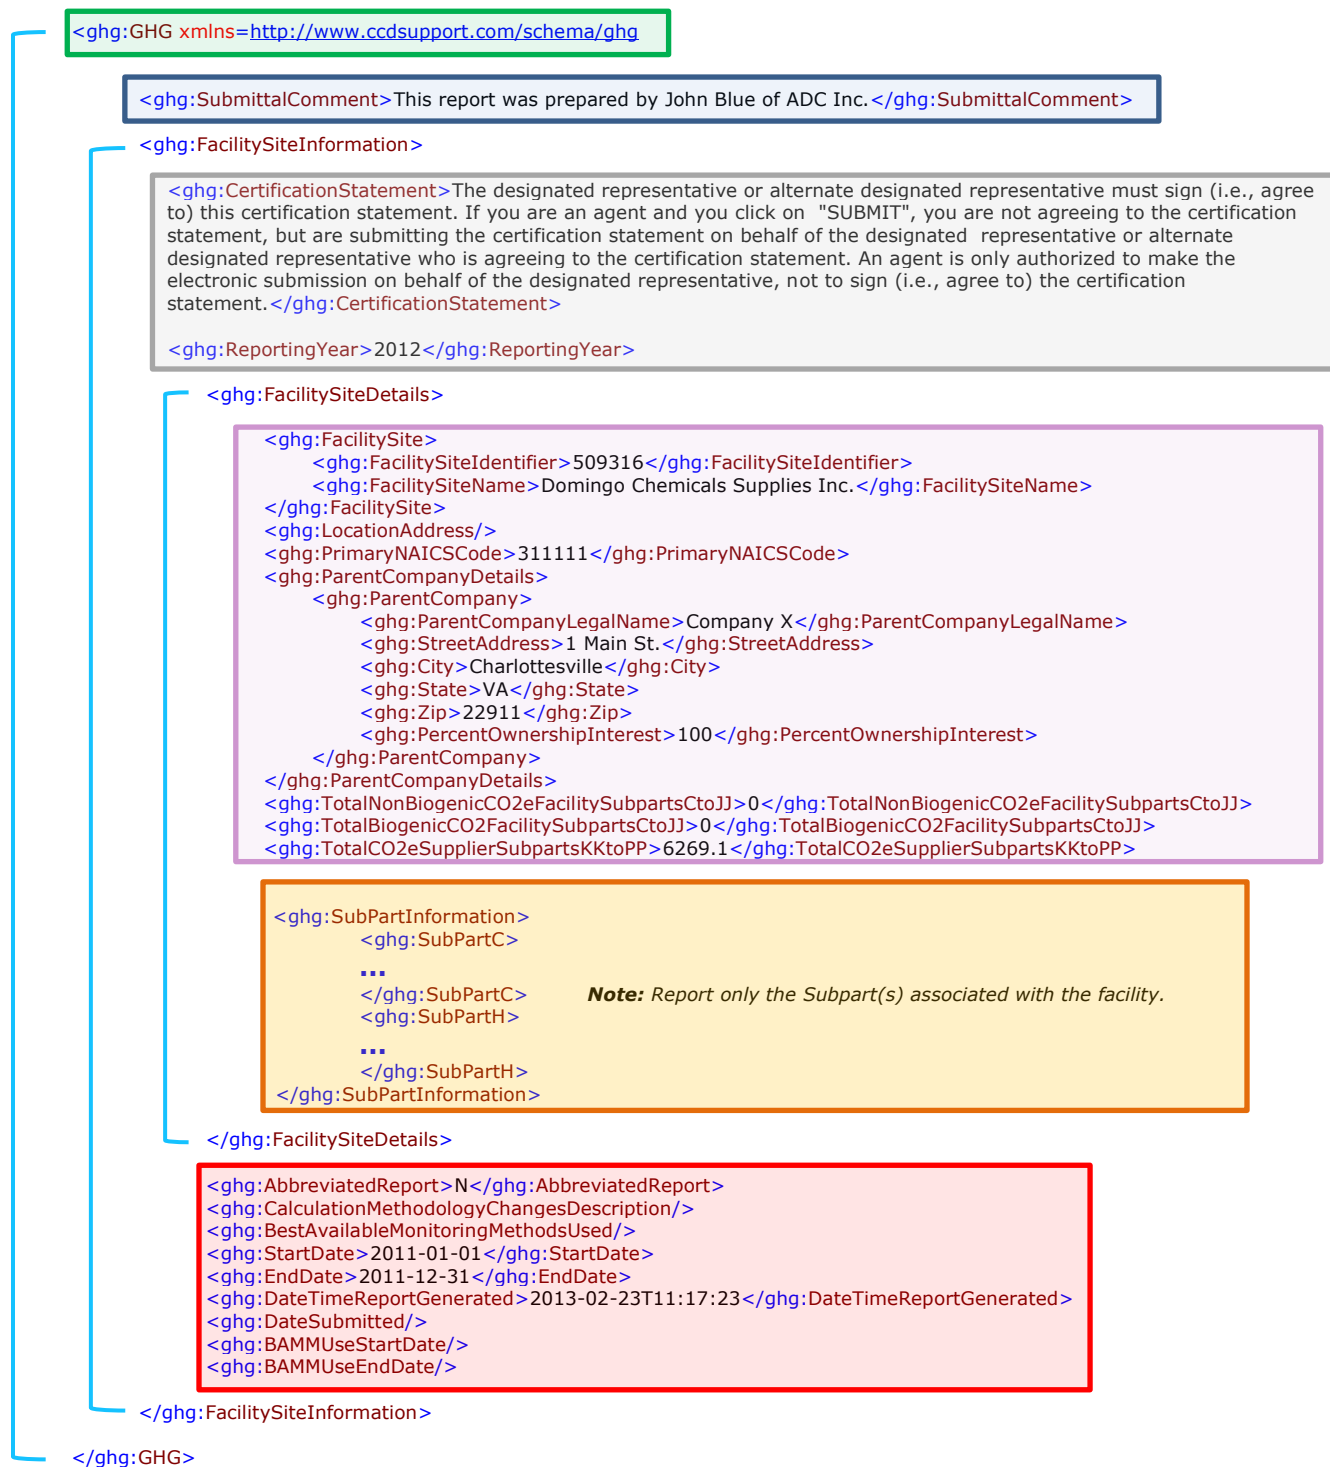 <ghg:GHG xmlns=http://www.ccdsupport.com/schema/ghg
<ghg:SubmittalComment>This report was prepared by John Blue of ADC Inc.</ghg:SubmittalComment>
<ghg:FacilitySiteInformation>
<ghg:CertificationStatement>The designated representative or alternate designated representative must sign (i.e., agree
to) this certification statement. If you are an agent and you click on  "SUBMIT", you are not agreeing to the certification
statement, but are submitting the certification statement on behalf of the designated  representative or alternate
designated representative who is agreeing to the certification statement. An agent is only authorized to make the
electronic submission on behalf of the designated representative, not to sign (i.e., agree to) the certification
statement.</ghg:CertificationStatement>
<ghg:ReportingYear>2012</ghg:ReportingYear>
<ghg:FacilitySiteDetails>
<ghg:FacilitySite>
<ghg:FacilitySiteIdentifier>509316</ghg:FacilitySiteIdentifier>
<ghg:FacilitySiteName>Domingo Chemicals Supplies Inc.</ghg:FacilitySiteName>
</ghg:FacilitySite>
<ghg:LocationAddress/>
<ghg:PrimaryNAICSCode>311111</ghg:PrimaryNAICSCode>
<ghg:ParentCompanyDetails>
<ghg:ParentCompany>
<ghg:ParentCompanyLegalName>Company X</ghg:ParentCompanyLegalName>
<ghg:StreetAddress>1 Main St.</ghg:StreetAddress>
<ghg:City>Charlottesville</ghg:City>
<ghg:State>VA</ghg:State>
<ghg:Zip>22911</ghg:Zip>
<ghg:PercentOwnershipInterest>100</ghg:PercentOwnershipInterest>
</ghg:ParentCompany>
</ghg:ParentCompanyDetails>
<ghg:TotalNonBiogenicCO2eFacilitySubpartsCtoJJ>0</ghg:TotalNonBiogenicCO2eFacilitySubpartsCtoJJ>
<ghg:TotalBiogenicCO2FacilitySubpartsCtoJJ>0</ghg:TotalBiogenicCO2FacilitySubpartsCtoJJ>
<ghg:TotalCO2eSupplierSubpartsKKtoPP>6269.1</ghg:TotalCO2eSupplierSubpartsKKtoPP>
<ghg:SubPartInformation>
<ghg:SubPartC>
...
</ghg:SubPartC> Note: Report only the Subpart(s) associated with the facility.
<ghg:SubPartH>
...
</ghg:SubPartH>
</ghg:SubPartInformation>
</ghg:FacilitySiteDetails>
<ghg:AbbreviatedReport>N</ghg:AbbreviatedReport>
<ghg:CalculationMethodologyChangesDescription/>
<ghg:BestAvailableMonitoringMethodsUsed/>
<ghg:StartDate>2011-01-01</ghg:StartDate>
<ghg:EndDate>2011-12-31</ghg:EndDate>
<ghg:DateTimeReportGenerated>2013-02-23T11:17:23</ghg:DateTimeReportGenerated>
<ghg:DateSubmitted/>
<ghg:BAMMUseStartDate/>
<ghg:BAMMUseEndDate/>
</ghg:FacilitySiteInformation>
</ghg:GHG>